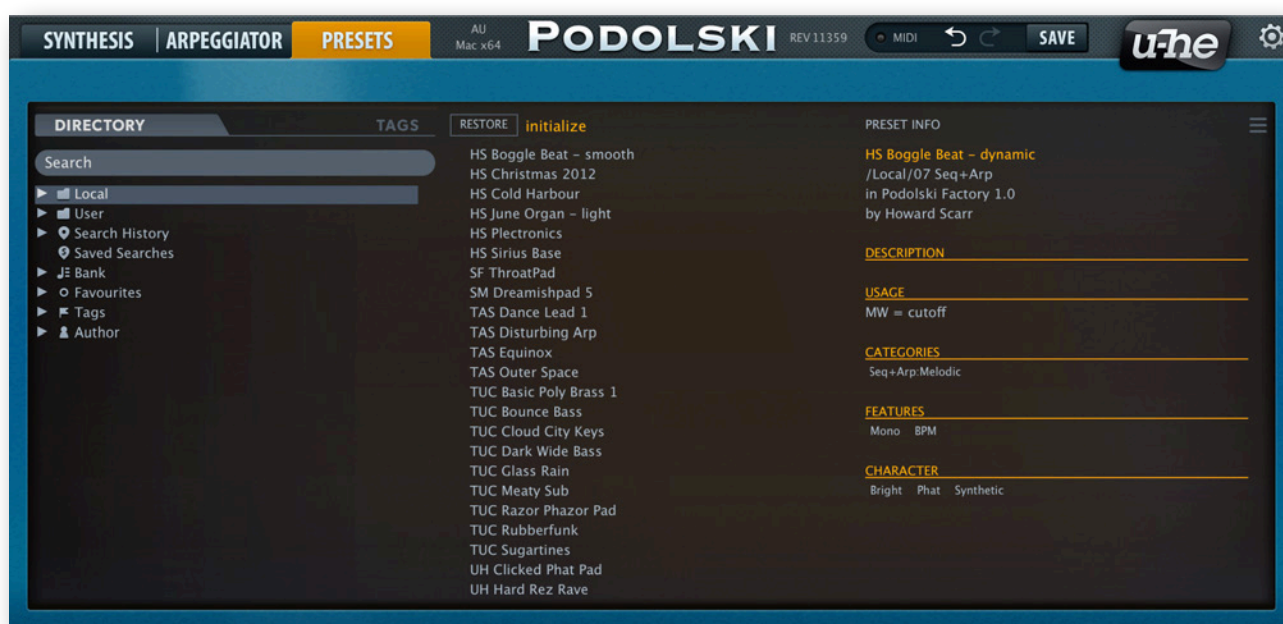 SYNTHESIS | ARPEGGIATOR PRESETS AU Mac x64 PODOLSKI REV 11359 MIDI SAVE u-he
DIRECTORY TAGS
Search
Local
User
Search History
Saved Searches
Bank
Favourites
Tags
Author
RESTORE initialize
HS Boggle Beat – smooth
HS Christmas 2012
HS Cold Harbour
HS June Organ – light
HS Plectronics
HS Sirius Base
SF ThroatPad
SM Dreamishpad 5
TAS Dance Lead 1
TAS Disturbing Arp
TAS Equinox
TAS Outer Space
TUC Basic Poly Brass 1
TUC Bounce Bass
TUC Cloud City Keys
TUC Dark Wide Bass
TUC Glass Rain
TUC Meaty Sub
TUC Razor Phazor Pad
TUC Rubberfunk
TUC Sugartines
UH Clicked Phat Pad
UH Hard Rez Rave
PRESET INFO
HS Boggle Beat – dynamic
/Local/07 Seq+Arp
in Podolski Factory 1.0
by Howard Scarr
DESCRIPTION
USAGE
MW = cutoff
CATEGORIES
Seq+Arp:Melodic
FEATURES
Mono BPM
CHARACTER
Bright Phat Synthetic